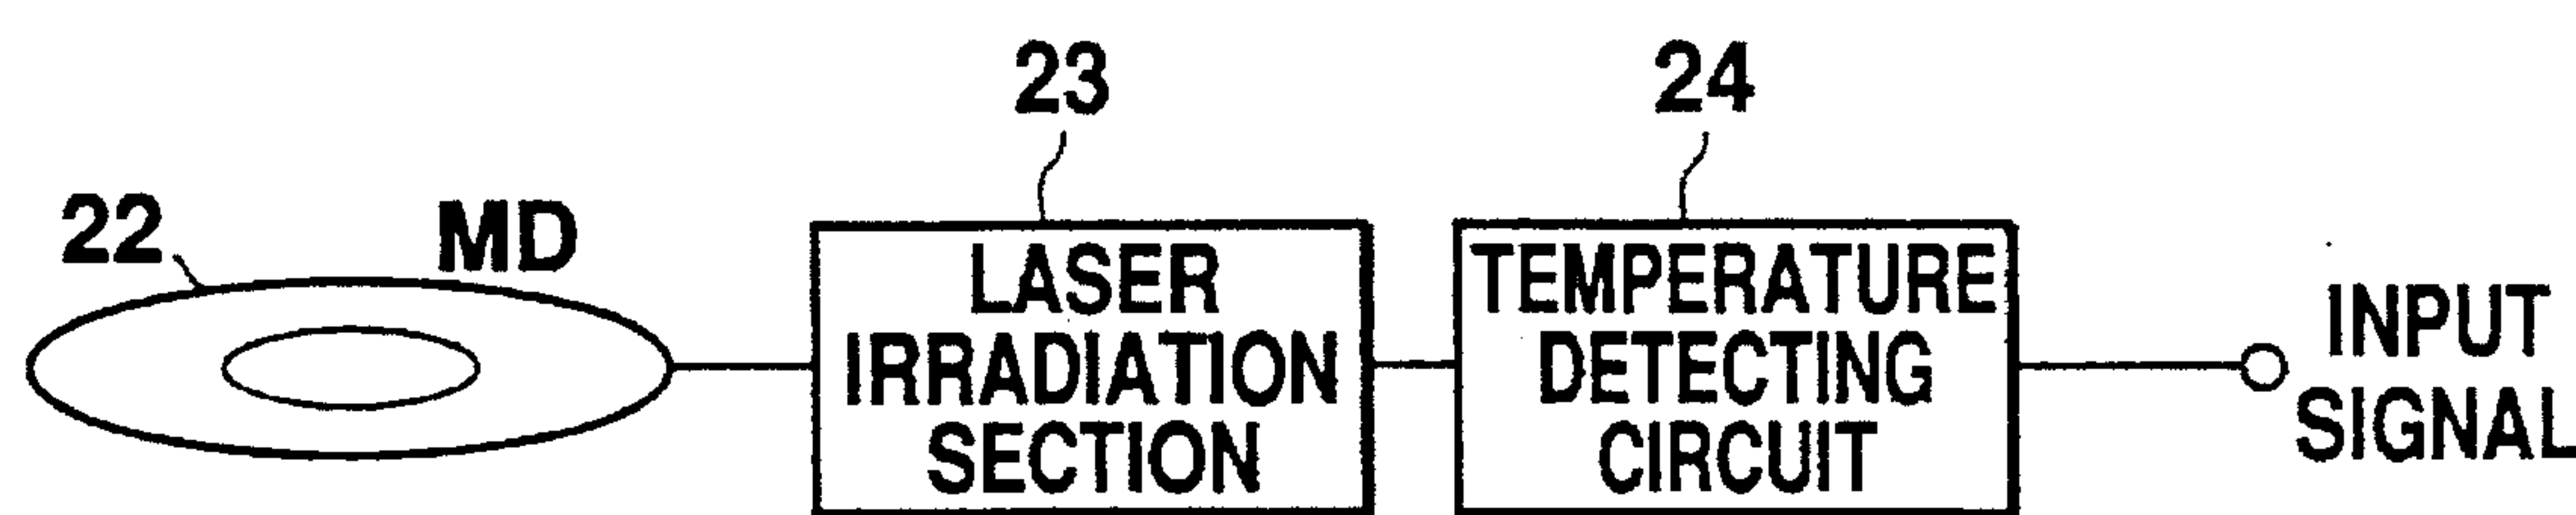 23
24
22
MD
LASER
IRRADIATION
SECTION
TEMPERATURE
DETECTING
CIRCUIT
INPUT
SIGNAL